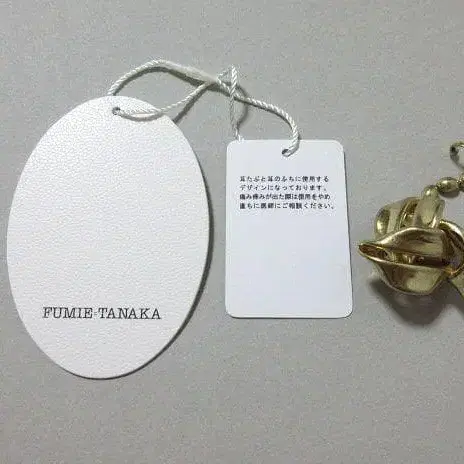 FUMIE=TANAKA
耳たぶと耳のふちに使用する
デザインになっております。
痛み痒みが出た際は使用をやめ
直ちに医師にご相談ください。